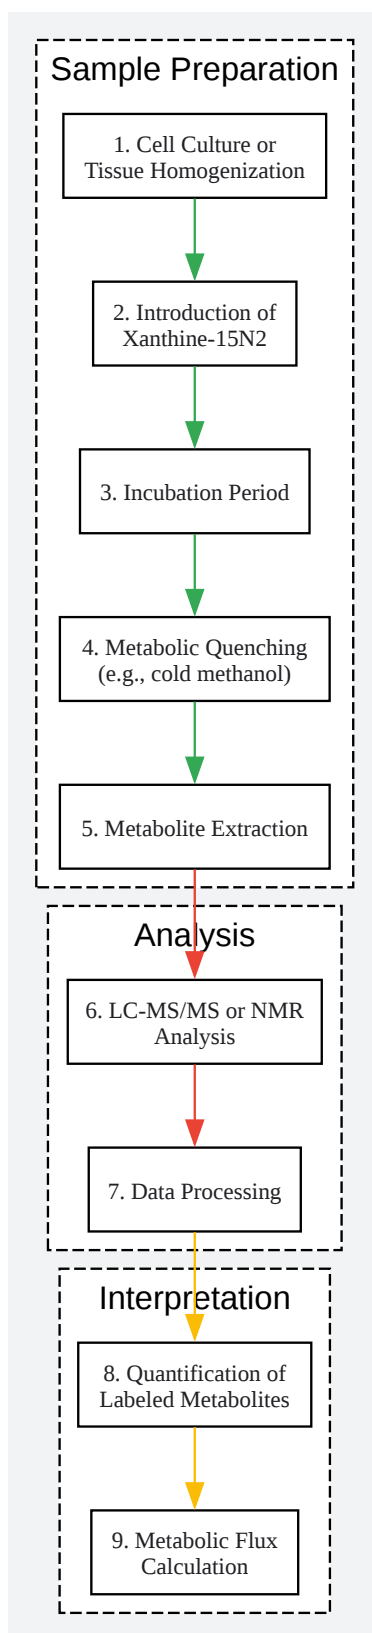 Sample Preparation
1. Cell Culture or
Tissue Homogenization
2. Introduction of
Xanthine-15N2
3. Incubation Period
4. Metabolic Quenching
(e.g., cold methanol)
5. Metabolite Extraction
Analysis
6. LC-MS/MS or NMR
Analysis
7. Data Processing
Interpretation
8. Quantification of
Labeled Metabolites
9. Metabolic Flux
Calculation